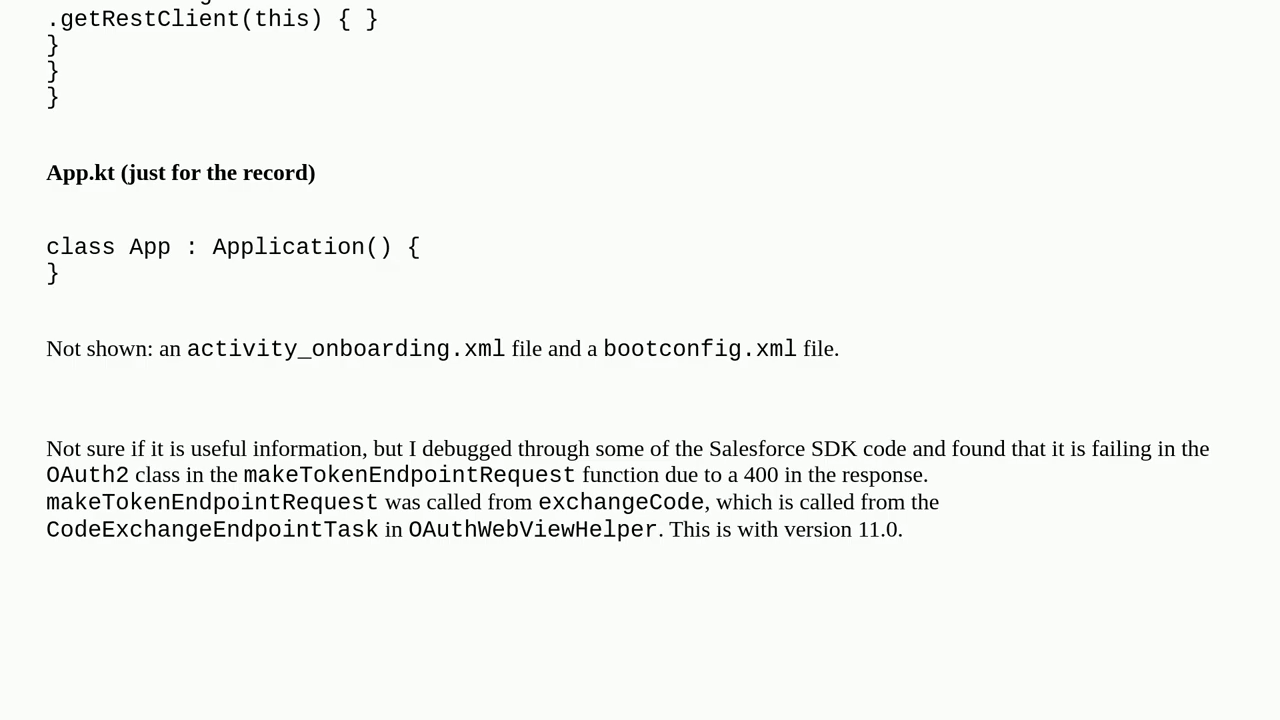 .getRestClient(this) { }
}
}
}
App.kt (just for the record)
class App : Application() {
}
Not shown: an activity_onboarding.xml file and a bootconfig.xml file.
Not sure if it is useful information, but I debugged through some of the Salesforce SDK code and found that it is failing in the
OAuth2 class in the makeTokenEndpointRequest function due to a 400 in the response.
makeTokenEndpointRequest was called from exchangeCode, which is called from the
CodeExchangeEndpointTask in OAuthWebViewHelper. This is with version 11.0.